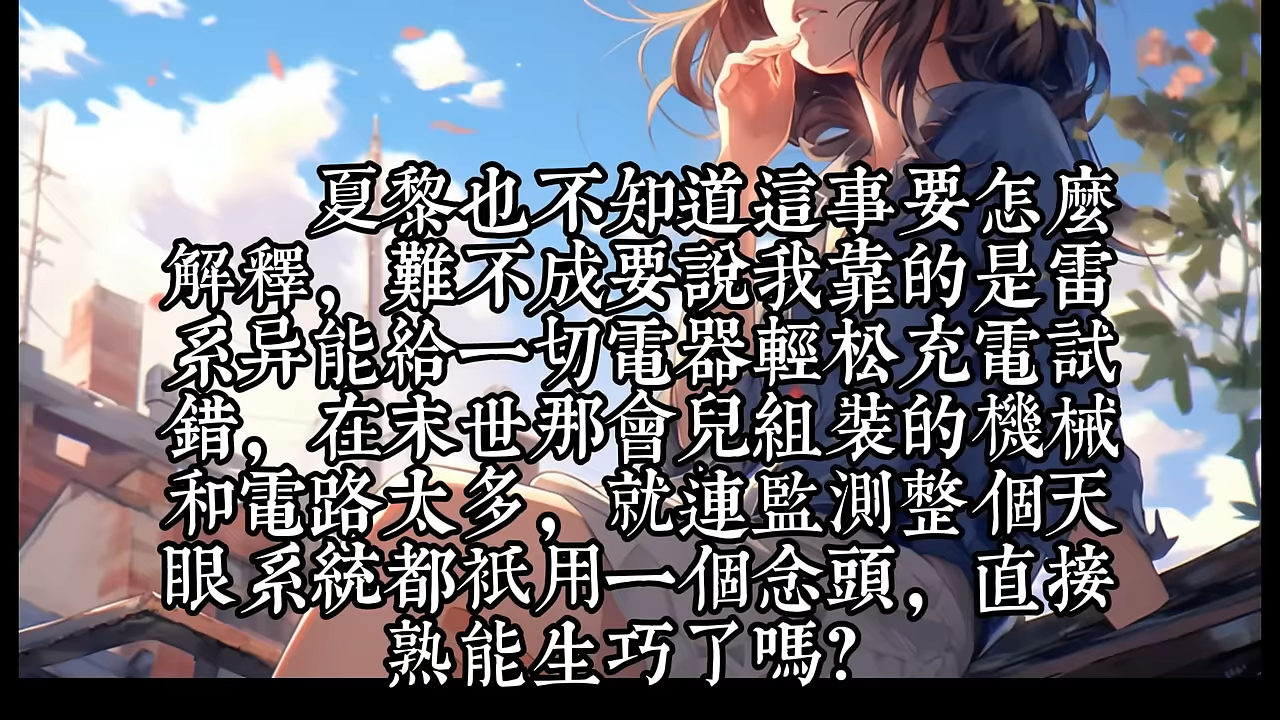 夏黎也不知道這事要怎麼
解釋，難不成要說我靠的是雷
系异能給一切電器輕松充電試
錯，在末世那會兒組裝的機械
和電路太多，就連監測整個天
眼系統都祇用一個念頭，直接
熟能生巧了嗎？